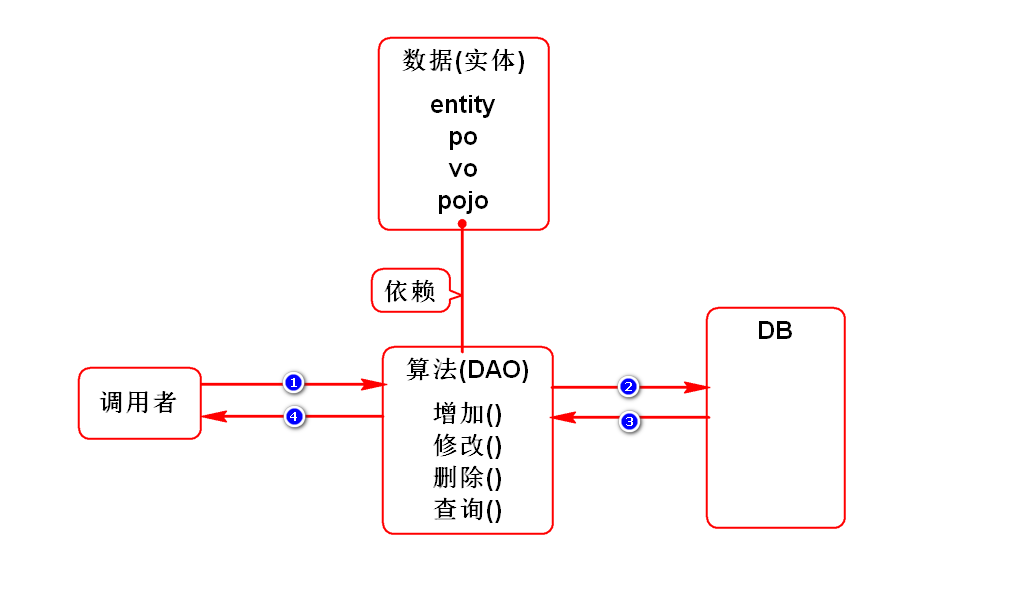 数据(实体)
entity
po
vo
pojo
依赖
DB
算法(DAO)
调用者
1
2
4
3
增加()
修改()
删除()
查询()